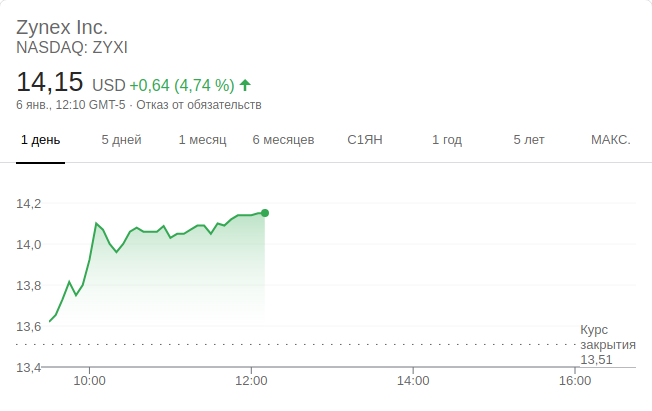 Zynex Inc.
NASDAQ: ZYXI
14,15 USD +0,64 (4,74 %)
6 янв., 12:10 GMT-5 · Отказ от обязательств
1 день 5 дней 1 месяц 6 месяцев С1ЯН 1 год 5 лет МАКС.
14,2
14,0
13,8
13,6
Курс
закрытия
13,51
13,4
10:00 12:00 14:00 16:00